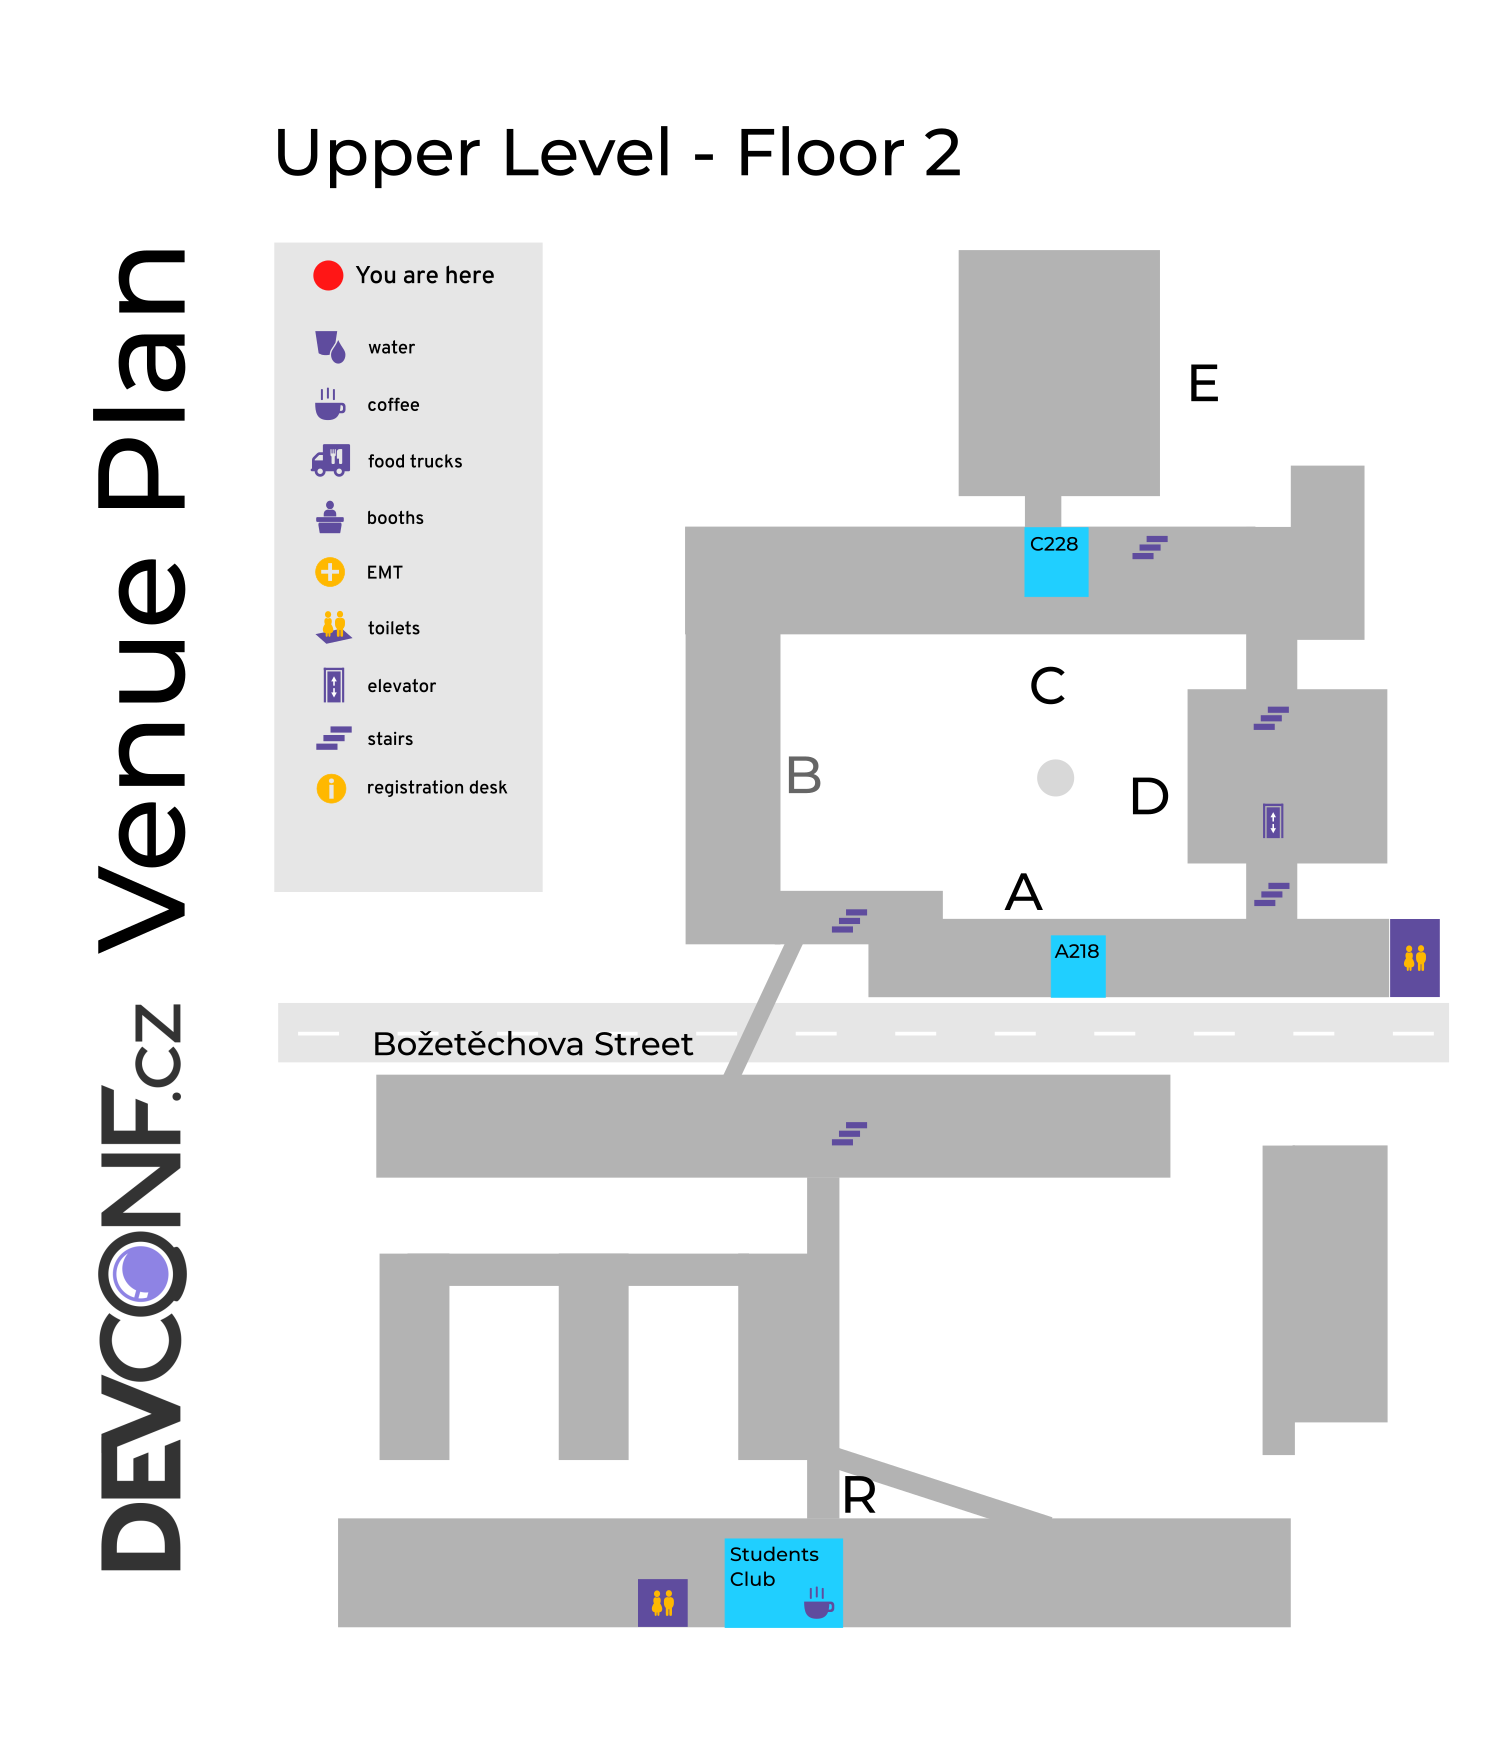 Upper Level - Floor 2
Venue Plan
DEVCONF.cz
You are here
water
coffee
food trucks
booths
EMT
toilets
elevator
stairs
registration desk
E
C228
C
B
D
A
A218
Božetěchova Street
R
Students
Club